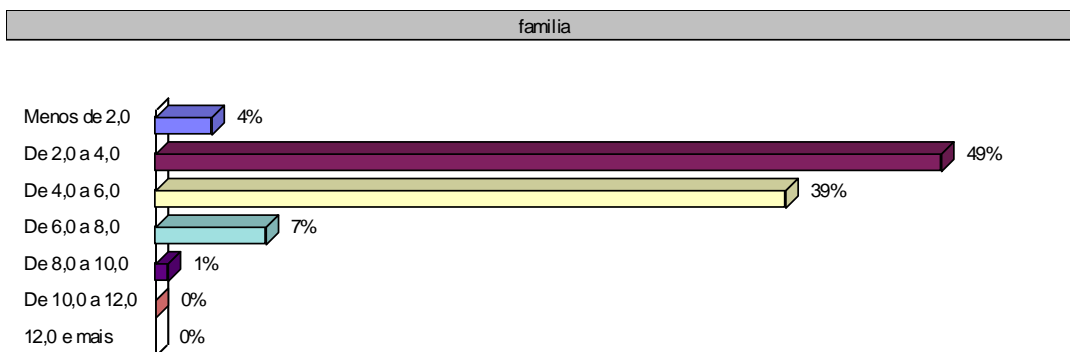 familia
Menos de 2,0 4%
De 2,0 a 4,0 49%
De 4,0 a 6,0 39%
De 6,0 a 8,0 7%
De 8,0 a 10,0 1%
De 10,0 a 12,0 0%
12,0 e mais 0%